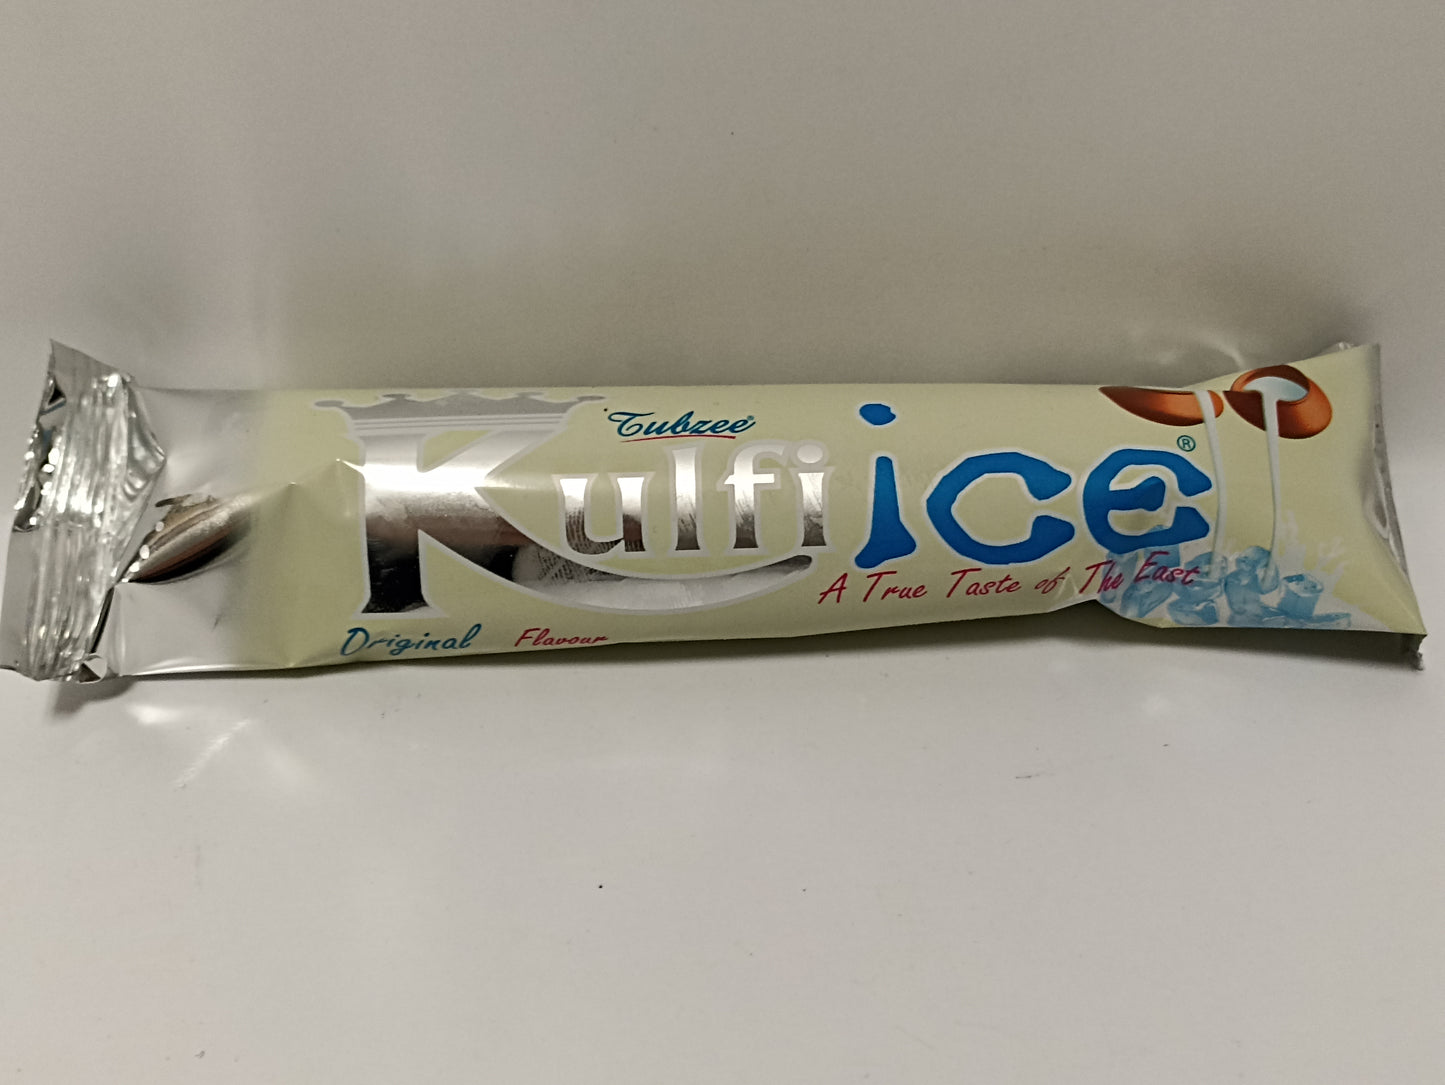 Tubzee®
Kulfi ice®
A True Taste of The East
Original Flavour